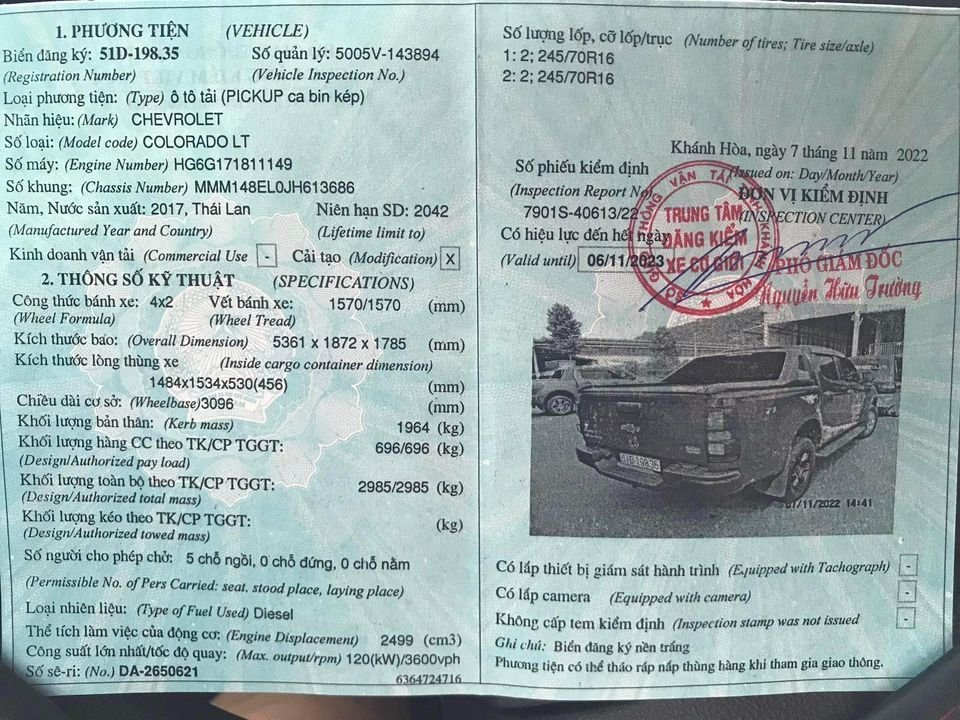 1. PHƯƠNG TIỆN (VEHICLE)
Biển đăng ký: 51D-198.35 Số quản lý: 5005V-143894
(Registration Number) (Vehicle Inspection No.)
Loại phương tiện: (Type) ô tô tải (PICKUP ca bin kép)
Nhãn hiệu: (Mark) CHEVROLET
Số loại: (Model code) COLORADO LT
Số máy: (Engine Number) HG6G171811149
Số khung: (Chassis Number) MMM148EL0JH613686
Năm, Nước sản xuất: 2017, Thái Lan Niên hạn SD: 2042
(Manufactured Year and Country) (Lifetime limit to)
Kinh doanh vận tải (Commercial Use - Cải tạo (Modification) X
2. THÔNG SỐ KỸ THUẬT (SPECIFICATIONS)
Công thức bánh xe: 4x2 Vết bánh xe: 1570/1570 (mm)
(Wheel Formula) (Wheel Tread)
Kích thước bao: (Overall Dimension) 5361 x 1872 x 1785 (mm)
Kích thước lòng thùng xe (Inside cargo container dimension)
1484x1534x530(456) (mm)
Chiều dài cơ sở: (Wheelbase) 3096 (mm)
Khối lượng bản thân: (Kerb mass) 1964 (kg)
Khối lượng hàng CC theo TK/CP TGGT: 696/696 (kg)
(Design/Authorized pay load)
Khối lượng toàn bộ theo TK/CP TGGT: 2985/2985 (kg)
(Design/Authorized total mass)
Khối lượng kéo theo TK/CP TGGT: (kg)
(Design/Authorized towed mass)
Số người cho phép chở: 5 chỗ ngồi, 0 chỗ đứng, 0 chỗ nằm
(Permissible No. of Pers Carried: seat, stood place, laying place)
Loại nhiên liệu: (Type of Fuel Used) Diesel
Thể tích làm việc của động cơ: (Engine Displacement) 2499 (cm3)
Công suất lớn nhất/tốc độ quay: (Max. output/rpm) 120(kW)/3600vph
Số sê-ri: (No.) DA-2650621 6364724716
Số lượng lốp, cỡ lốp/trục (Number of tires; Tire size/axle)
1: 2; 245/70R16
2: 2; 245/70R16
Khánh Hòa, ngày 7 tháng 11 năm 2022
(Issued on: Day/Month/Year)
Số phiếu kiểm định ĐƠN VỊ KIỂM ĐỊNH
(Inspection Report No) (INSPECTION CENTER)
7901S-40613/22
Có hiệu lực đến hết ngày
(Valid until) 06/11/2023
TRUNG TÂM
ĐĂNG KIỂM
XE CƠ GIỚI
PHÓ GIÁM ĐỐC
Nguyễn Hữu Trường
51D-198.35
07/11/2022 14:41
Có lắp thiết bị giám sát hành trình (Equipped with Tachograph) -
Có lắp camera (Equipped with camera) -
Không cấp tem kiểm định (Inspection stamp was not issued -
Ghi chú: Biển đăng ký nền trắng
Phương tiện có thể tháo ráp nắp thùng hàng khi tham gia giao thông.